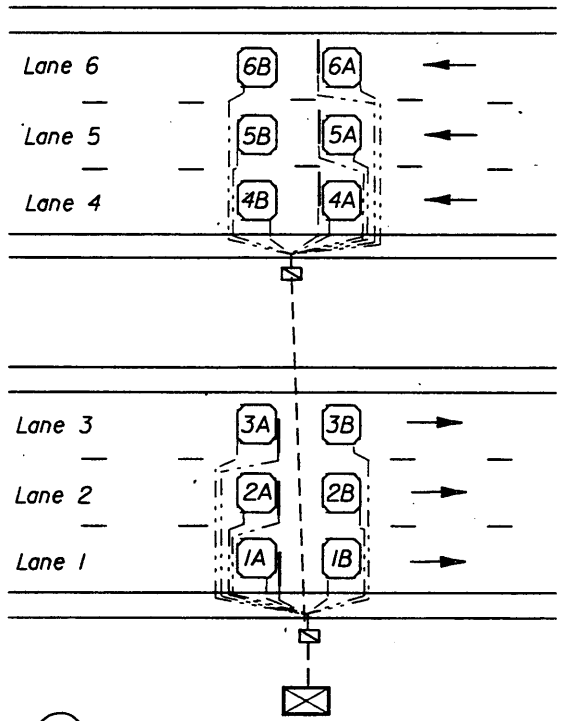 Lane 6 6B 6A
Lane 5 5B 5A
Lane 4 4B 4A
Lane 3 3A 3B
Lane 2 2A 2B
Lane 1 1A 1B